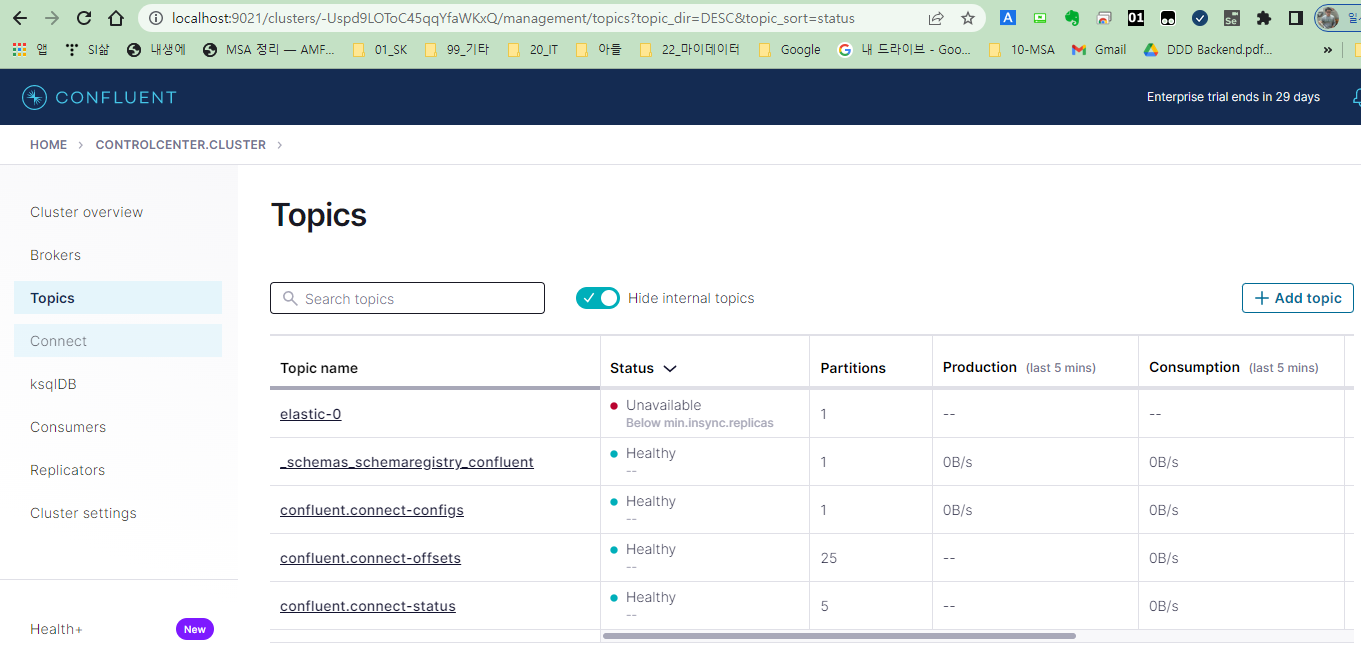 localhost:9021/clusters/-Uspd9LOToC45qqYfaWKxQ/management/topics?topic_dir=DESC&topic_sort=status
앱 SI삶 내생에 MSA 정리 — AMF... 01_SK 99_기타 20_IT 아들 22_마이데이터 Google 내 드라이브 - Goo... 10-MSA Gmail DDD Backend.pdf... »
CONFLUENT
Enterprise trial ends in 29 days
HOME > CONTROLCENTER.CLUSTER >
Cluster overview
Brokers
Topics
Connect
ksqlDB
Consumers
Replicators
Cluster settings
Health+ New
Topics
Search topics
Hide internal topics
+ Add topic
Topic name Status Partitions Production (last 5 mins) Consumption (last 5 mins)
elastic-0 Unavailable 1 -- --
Below min.insync.replicas
_schemas_schemaregistry_confluent Healthy 1 0B/s 0B/s
--
confluent.connect-configs Healthy 1 0B/s 0B/s
--
confluent.connect-offsets Healthy 25 -- 0B/s
--
confluent.connect-status Healthy 5 -- 0B/s
--